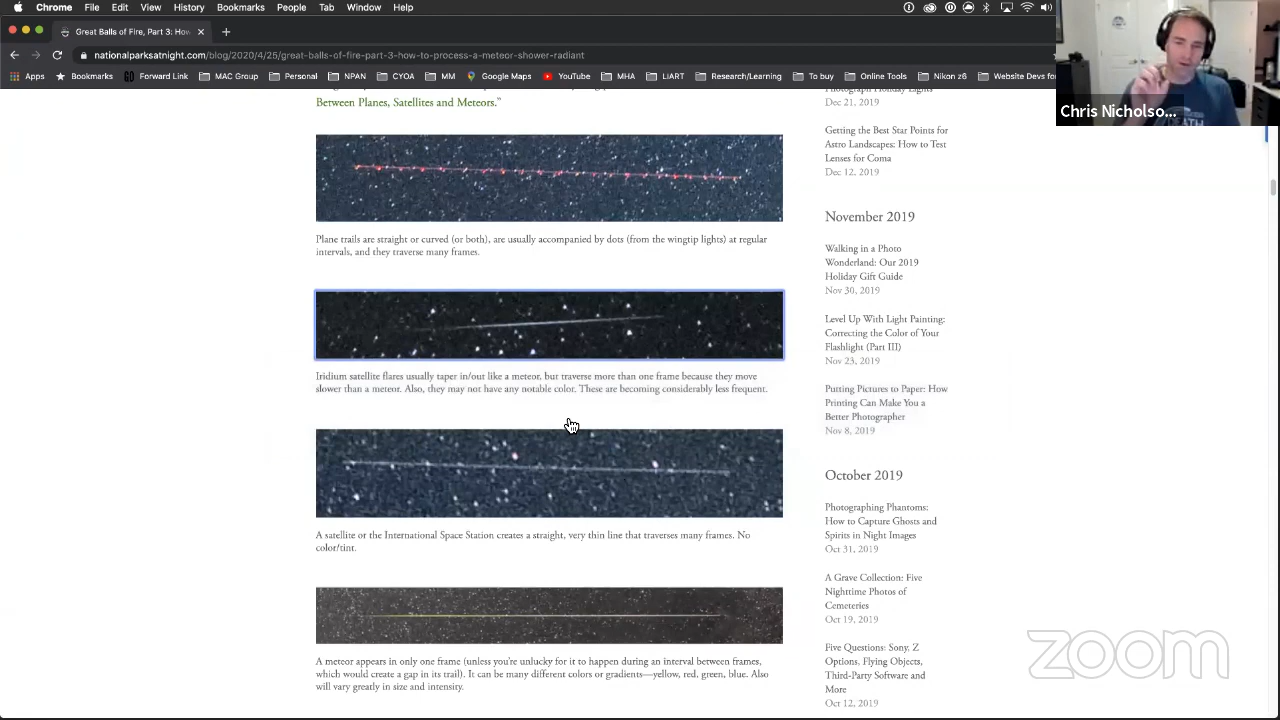 Chrome File Edit View History Bookmarks People Tab Window Help
Great Balls of Fire, Part 3: How
nationalparksatnight.com/blog/2020/4/25/great-balls-of-fire-part-3-how-to-process-a-meteor-shower-radiant
Apps Bookmarks Forward Link MAC Group Personal NPAN CYOA MM Google Maps YouTube MHA LIART Research/Learning To buy Online Tools Nikon z6 Website Devs for
Chris Nicholso...
Between Planes, Satellites and Meteors.”
Plane trails are straight or curved (or both), are usually accompanied by dots (from the wingtip lights) at regular
intervals, and they traverse many frames.
Iridium satellite flares usually taper in/out like a meteor, but traverse more than one frame because they move
slower than a meteor. Also, they may not have any notable color. These are becoming considerably less frequent.
A satellite or the International Space Station creates a straight, very thin line that traverses many frames. No
color/tint.
A meteor appears in only one frame (unless you're unlucky for it to happen during an interval between frames,
which would create a gap in its trail). It can be many different colors or gradients—yellow, red, green, blue. Also
will vary greatly in size and intensity.
Photograph Holiday Lights
Dec 21, 2019
Getting the Best Star Points for
Astro Landscapes: How to Test
Lenses for Coma
Dec 12, 2019
November 2019
Walking in a Photo
Wonderland: Our 2019
Holiday Gift Guide
Nov 30, 2019
Level Up With Light Painting:
Correcting the Color of Your
Flashlight (Part III)
Nov 23, 2019
Putting Pictures to Paper: How
Printing Can Make You a
Better Photographer
Nov 8, 2019
October 2019
Photographing Phantoms:
How to Capture Ghosts and
Spirits in Night Images
Oct 31, 2019
A Grave Collection: Five
Nighttime Photos of
Cemeteries
Oct 19, 2019
Five Questions: Sony, Z
Options, Flying Objects,
Third-Party Software and
More
Oct 12, 2019
zoom